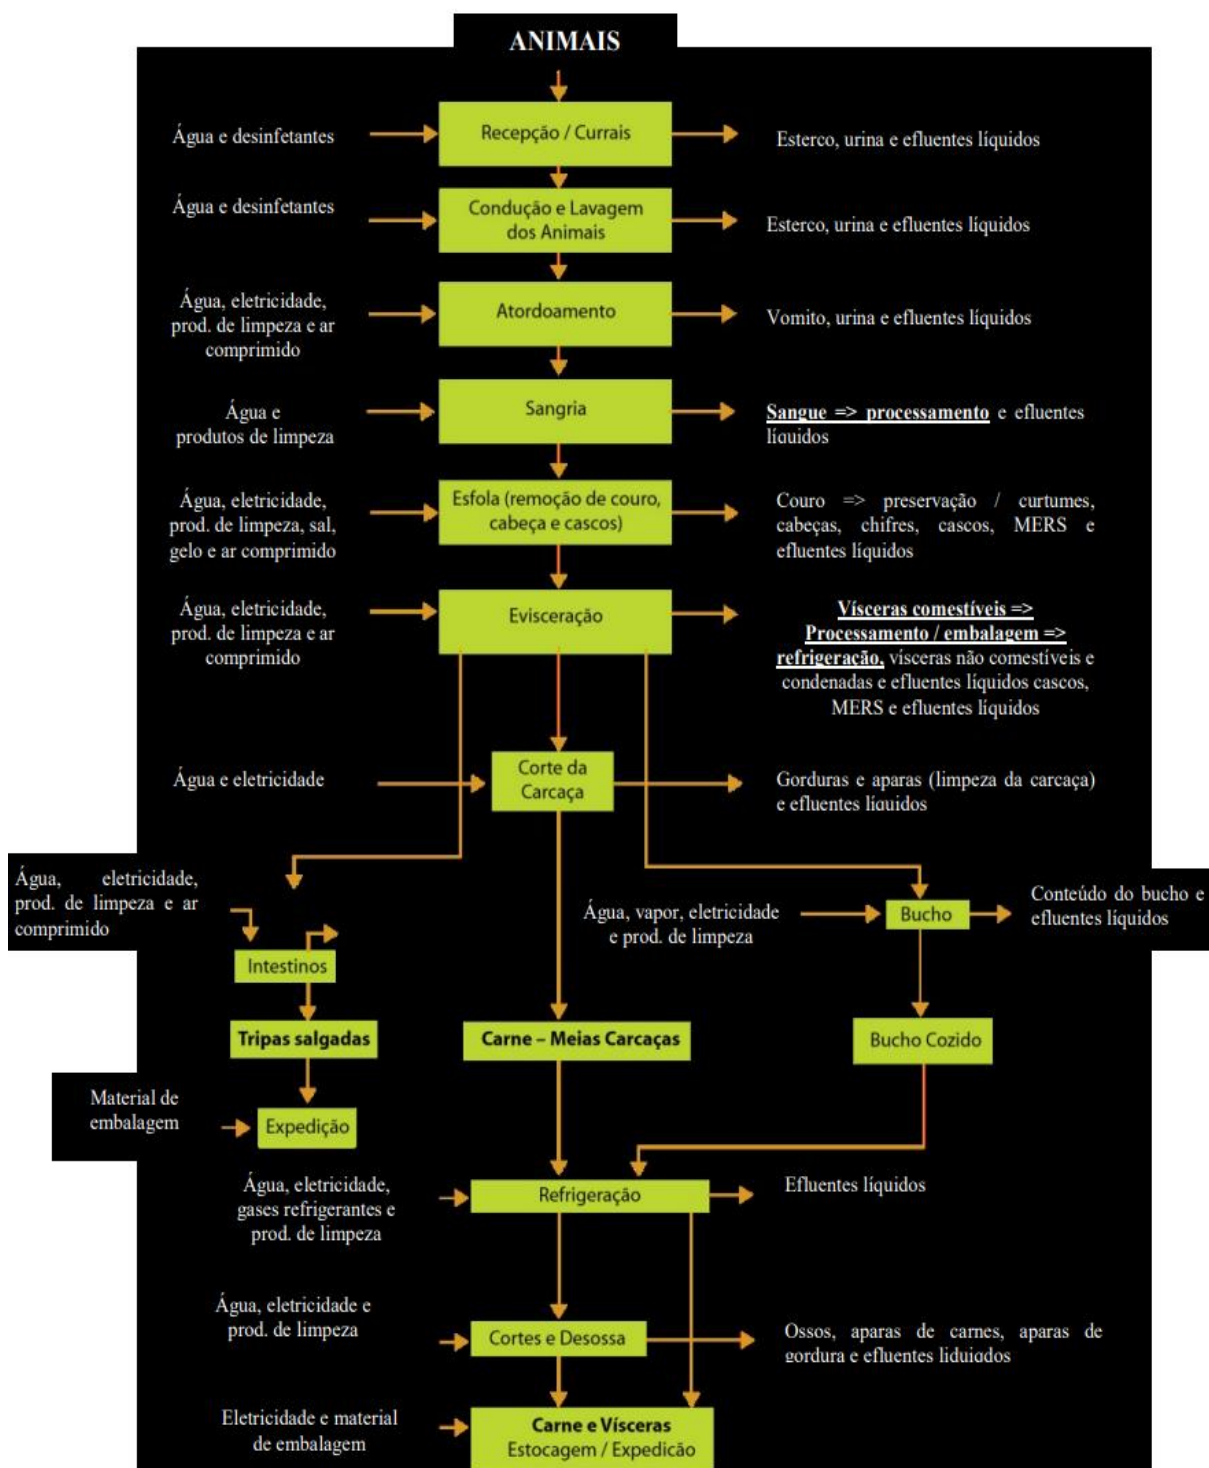 ANIMAIS
Água e desinfetantes
Recepção / Currais
Esterco, urina e efluentes líquidos
Água e desinfetantes
Condução e Lavagem
dos Animais
Esterco, urina e efluentes líquidos
Água, eletricidade,
prod. de limpeza e ar
comprimido
Atordoamento
Vomito, urina e efluentes líquidos
Água e
produtos de limpeza
Sangria
Sangue => processamento e efluentes
líquidos
Água, eletricidade,
prod. de limpeza, sal,
gelo e ar comprimido
Esfola (remoção de couro,
cabeça e cascos)
Couro => preservação / curtumes,
cabeças, chifres, cascos, MERS e
efluentes líquidos
Água, eletricidade,
prod. de limpeza e ar
comprimido
Evisceração
Vísceras comestíveis =>
Processamento / embalagem =>
refrigeração, vísceras não comestíveis e
condenadas e efluentes líquidos cascos,
MERS e efluentes líquidos
Água e eletricidade
Corte da
Carcaça
Gorduras e aparas (limpeza da carcaça)
e efluentes líquidos
Água, eletricidade,
prod. de limpeza e ar
comprimido
Intestinos
Água, vapor, eletricidade
e prod. de limpeza
Bucho
Conteúdo do bucho e
efluentes líquidos
Tripas salgadas
Carne – Meias Carcaças
Bucho Cozido
Material de
embalagem
Expedição
Água, eletricidade,
gases refrigerantes e
prod. de limpeza
Refrigeração
Efluentes líquidos
Água, eletricidade e
prod. de limpeza
Cortes e Desossa
Ossos, aparas de carnes, aparas de
gordura e efluentes liduiqados
Eletricidade e material
de embalagem
Carne e Vísceras
Estocagem / Expedicão